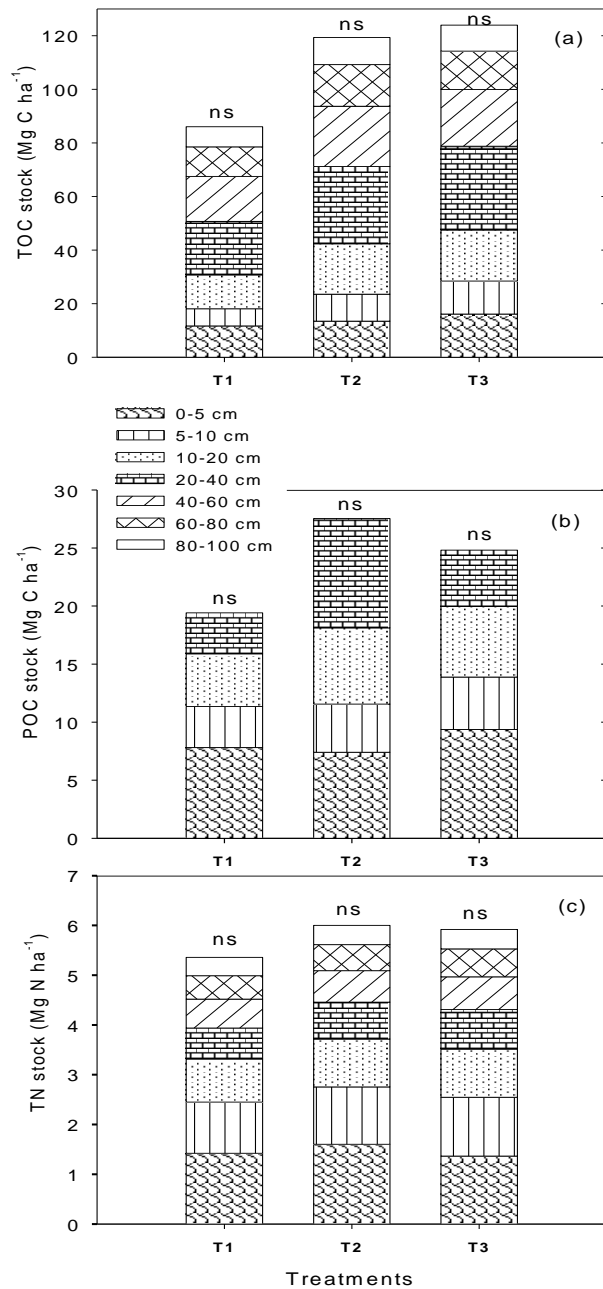 120
100
80
60
40
20
0
TOC stock (Mg C ha⁻¹)
ns
ns
ns
(a)
T1
T2
T3
0-5 cm
5-10 cm
10-20 cm
20-40 cm
40-60 cm
60-80 cm
80-100 cm
30
25
20
15
10
5
0
POC stock (Mg C ha⁻¹)
ns
ns
ns
(b)
T1
T2
T3
7
6
5
4
3
2
1
0
TN stock (Mg N ha⁻¹)
ns
ns
ns
(c)
T1
T2
T3
Treatments